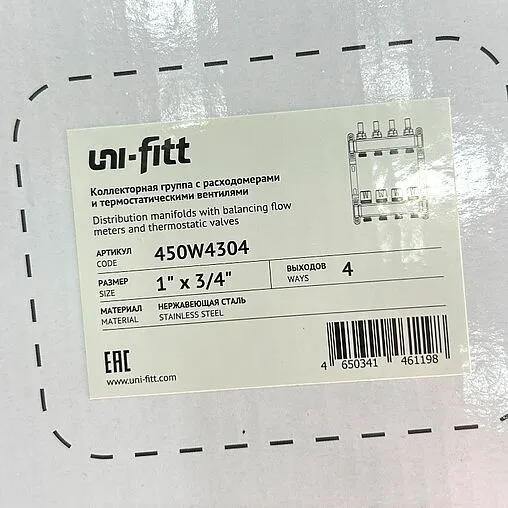 uni-fitt
Коллекторная группа с расходомерами
и термостатическими вентилями
Distribution manifolds with balancing flow
meters and thermostatic valves
АРТИКУЛ
CODE
450W4304
РАЗМЕР
SIZE
1" x 3/4"
ВЫХОДОВ
WAYS
4
МАТЕРИАЛ
MATERIAL
НЕРЖАВЕЮЩАЯ СТАЛЬ
STAINLESS STEEL
EAC
www.uni-fitt.com
4 650341 461198